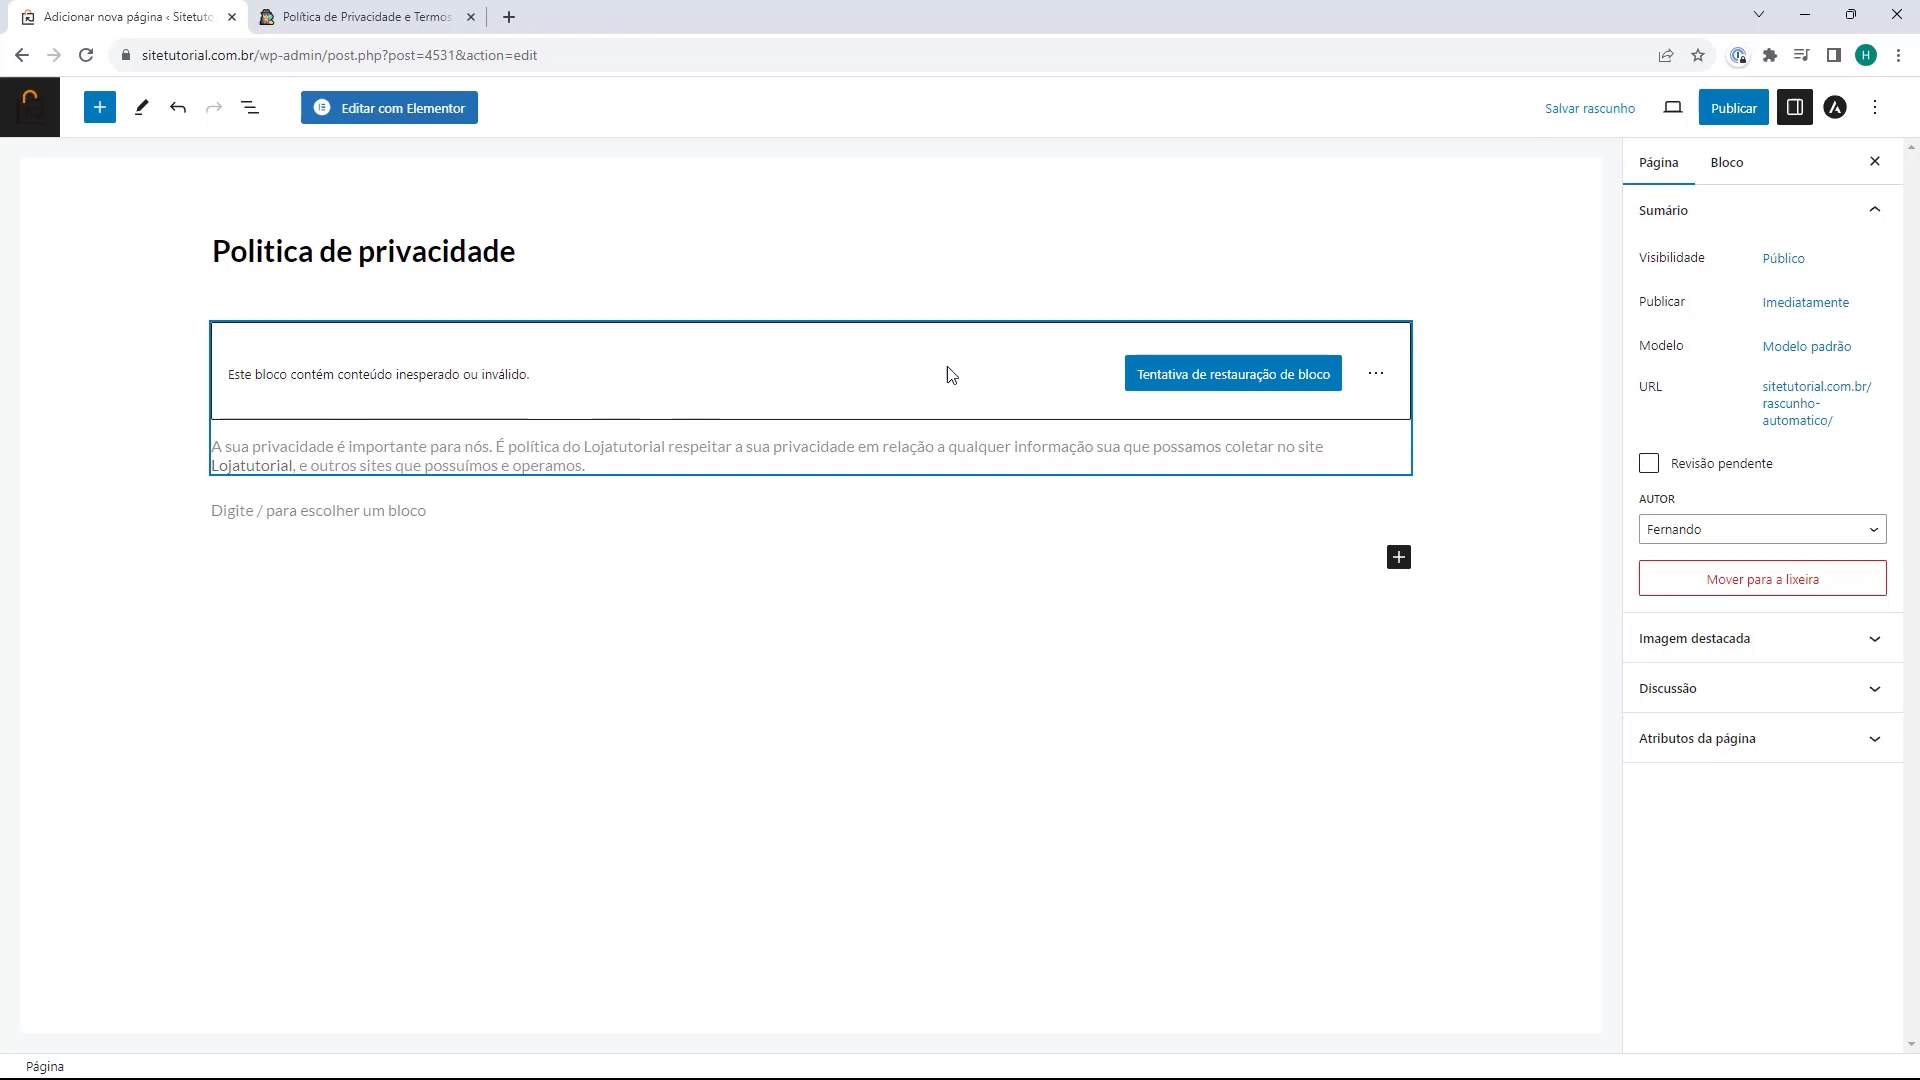 Adicionar nova página ‹ Sitetuto
Política de Privacidade e Termos
sitetutorial.com.br/wp-admin/post.php?post=4531&action=edit
H
Editar com Elementor
Salvar rascunho
Publicar
Página
Bloco
Sumário
Politica de privacidade
Visibilidade
Público
Publicar
Imediatamente
Modelo
Modelo padrão
URL
sitetutorial.com.br/
rascunho-
automatico/
Este bloco contém conteúdo inesperado ou inválido.
Tentativa de restauração de bloco
A sua privacidade é importante para nós. É política do Lojatutorial respeitar a sua privacidade em relação a qualquer informação sua que possamos coletar no site
Lojatutorial, e outros sites que possuímos e operamos.
Digite / para escolher um bloco
Revisão pendente
AUTOR
Fernando
Mover para a lixeira
Imagem destacada
Discussão
Atributos da página
Página